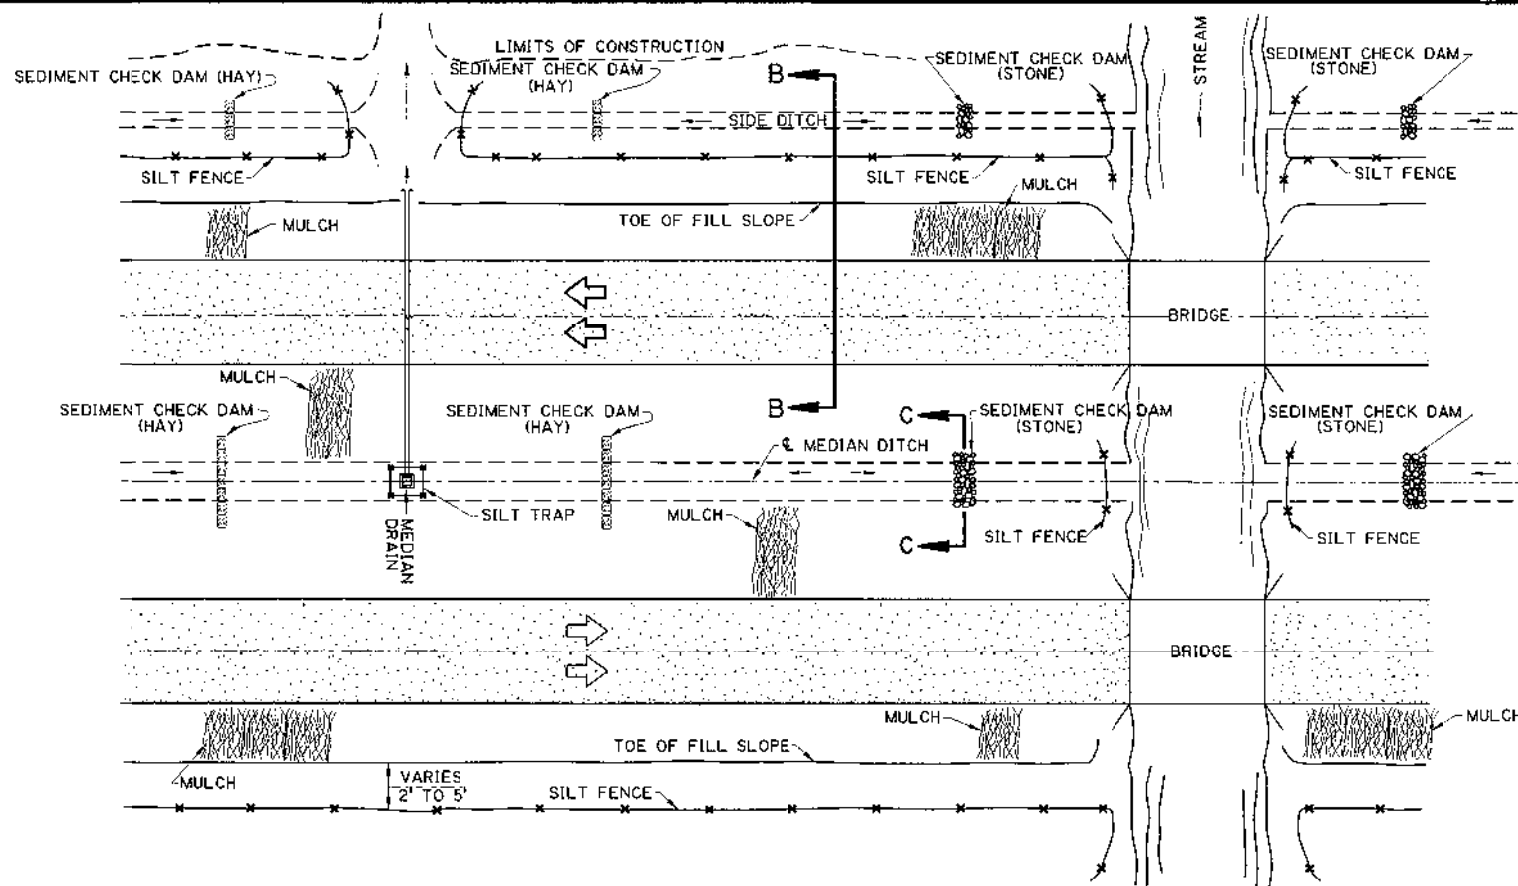 LIMITS OF CONSTRUCTION
SEDIMENT CHECK DAM (HAY)
SEDIMENT CHECK DAM
(HAY)
B
SEDIMENT CHECK DAM
(STONE)
STREAM
SEDIMENT CHECK DAM
(STONE)
SIDE DITCH
SILT FENCE
SILT FENCE
MULCH
SILT FENCE
MULCH
TOE OF FILL SLOPE
BRIDGE
MULCH
SEDIMENT CHECK DAM
(HAY)
SEDIMENT CHECK DAM
(HAY)
B
C
SEDIMENT CHECK DAM
(STONE)
SEDIMENT CHECK DAM
(STONE)
℄ MEDIAN DITCH
SILT TRAP
MULCH
MEDIAN
DRAIN
C
SILT FENCE
SILT FENCE
BRIDGE
MULCH
MULCH
TOE OF FILL SLOPE
MULCH
VARIES
2' TO 5'
SILT FENCE